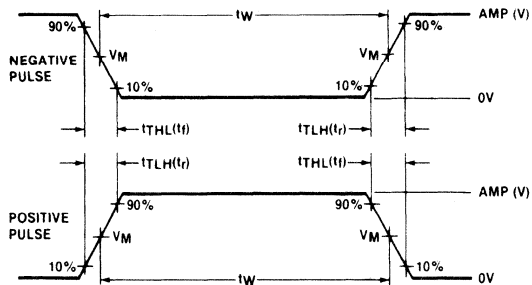 tW
AMP (V)
90%
90%
NEGATIVE
PULSE
VM
VM
10%
10%
0V
tTHL(tf)
tTLH(tr)
tTLH(tr)
tTHL(tf)
AMP (V)
90%
90%
POSITIVE
PULSE
VM
VM
10%
10%
tW
0V